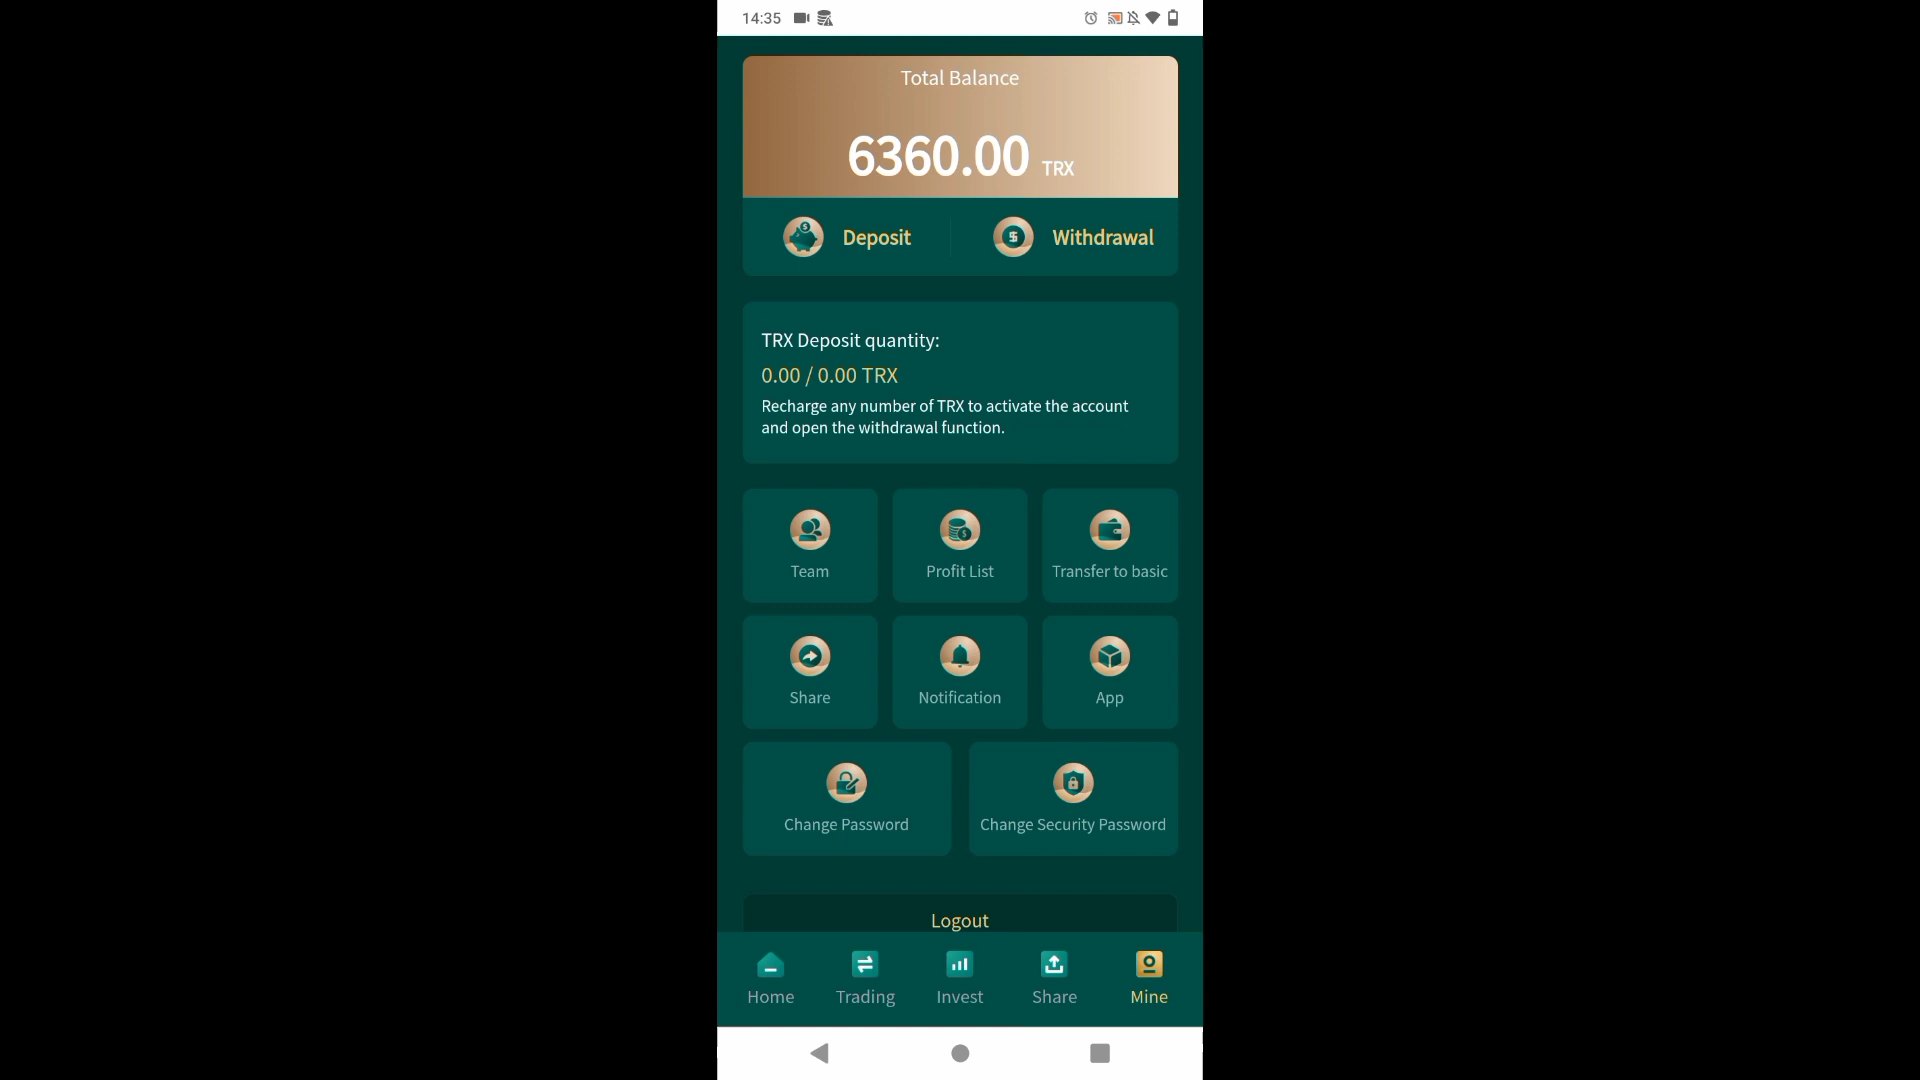 14:35
Total Balance
6360.00 TRX
Deposit
Withdrawal
TRX Deposit quantity:
0.00 / 0.00 TRX
Recharge any number of TRX to activate the account
and open the withdrawal function.
Team
Profit List
Transfer to basic
Share
Notification
App
Change Password
Change Security Password
Logout
Home
Trading
Invest
Share
Mine